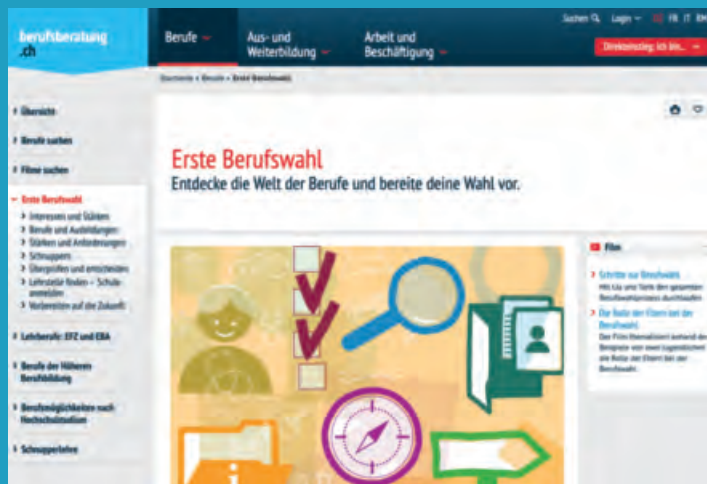 berufsberatung
.ch
Berufe
Aus- und
Weiterbildung
Arbeit und
Beschäftigung
Suchen
Login
FR IT RM
Direkteinstieg: Ich bin...
Startseite > Berufe > Erste Berufswahl
Übersicht
Berufe suchen
Filme suchen
Erste Berufswahl
Interessen und Stärken
Berufe und Ausbildungen
Stärken und Anforderungen
Schnuppern
Überprüfen und entscheiden
Lehrstelle finden – Schule
anmelden
Vorbereiten auf die Zukunft
Lehrberufe: EFZ und EBA
Berufe der Höheren
Berufsbildung
Berufsmöglichkeiten nach
Hochschulstudium
Schnupperlehre
Erste Berufswahl
Entdecke die Welt der Berufe und bereite deine Wahl vor.
i
Film
Schritte zur Berufswahl
Mit Lia und Tarik den gesamten
Berufswahlprozess durchlaufen
Die Rolle der Eltern bei der
Berufswahl
Der Film thematisiert anhand der
Beispiele von zwei Jugendlichen
die Rolle der Eltern bei der
Berufswahl.